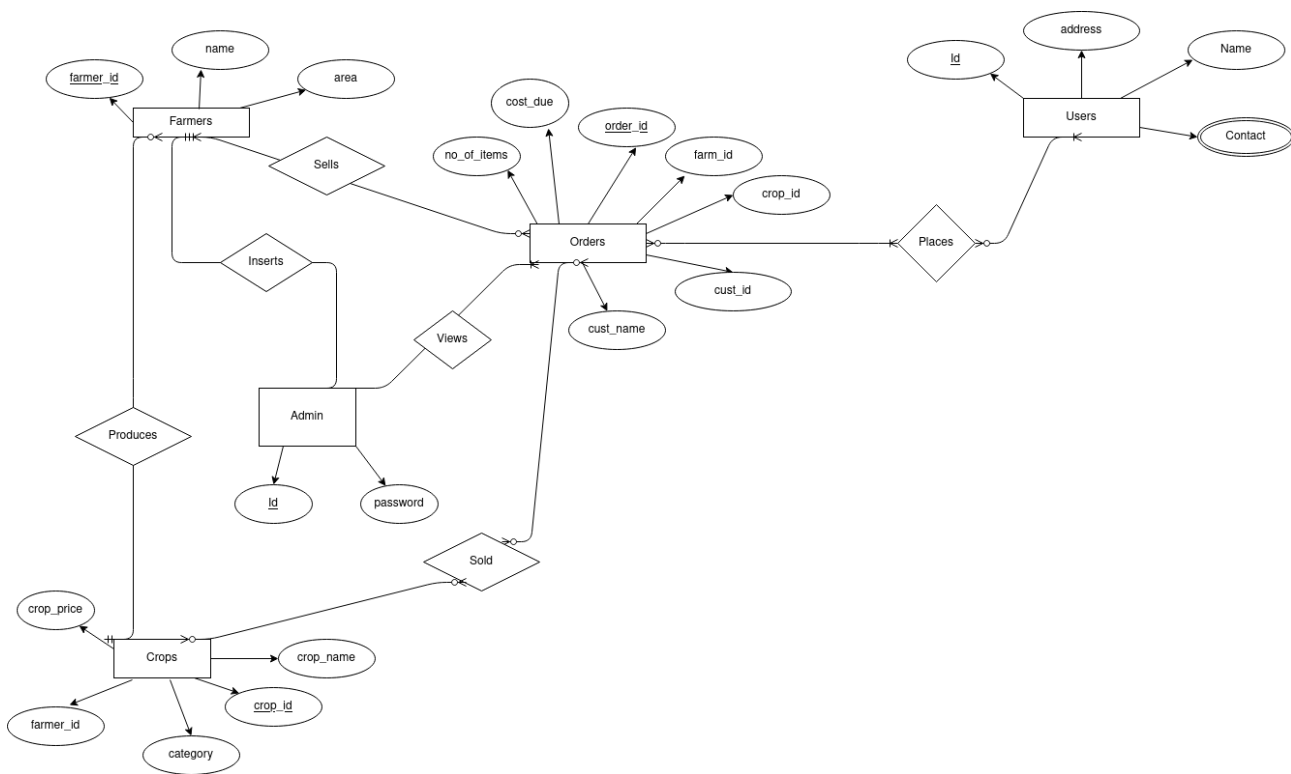 name
farmer_id
area
Farmers
Sells
Inserts
Produces
cost_due
order_id
no_of_items
farm_id
crop_id
Orders
cust_id
cust_name
Views
Admin
Id
password
address
Id
Name
Users
Contact
Places
Sold
crop_price
Crops
crop_name
crop_id
farmer_id
category